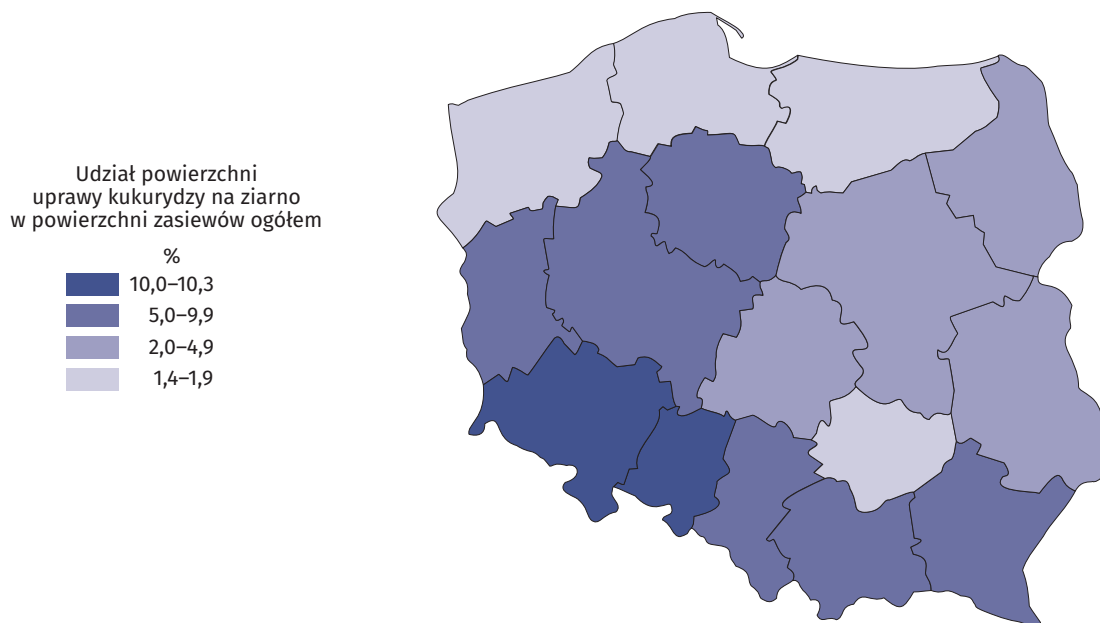 Udział powierzchni
uprawy kukurydzy na ziarno
w powierzchni zasiewów ogółem
%
10,0–10,3
5,0–9,9
2,0–4,9
1,4–1,9